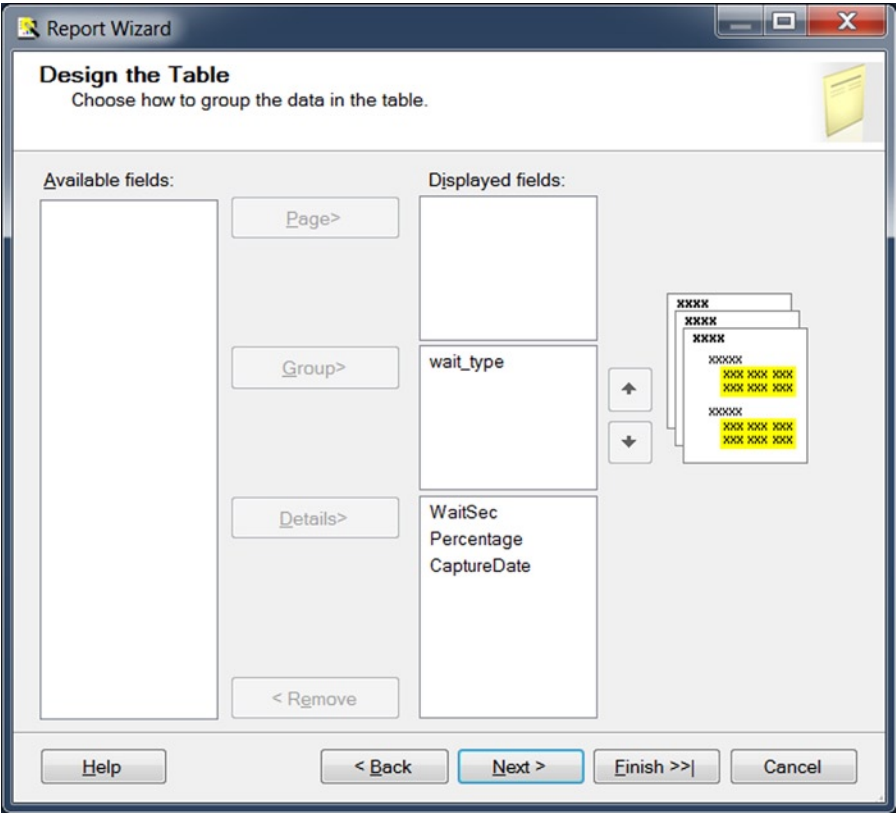 Report Wizard
Design the Table
Choose how to group the data in the table.
Available fields:
Displayed fields:
Page>
Group>
wait_type
Details>
WaitSec
Percentage
CaptureDate
< Remove
xxxx
xxxx
xxxx
xxxxx
xxx xxx xxx
xxx xxx xxx
xxxxx
xxx xxx xxx
xxx xxx xxx
Help
< Back
Next >
Finish >>|
Cancel